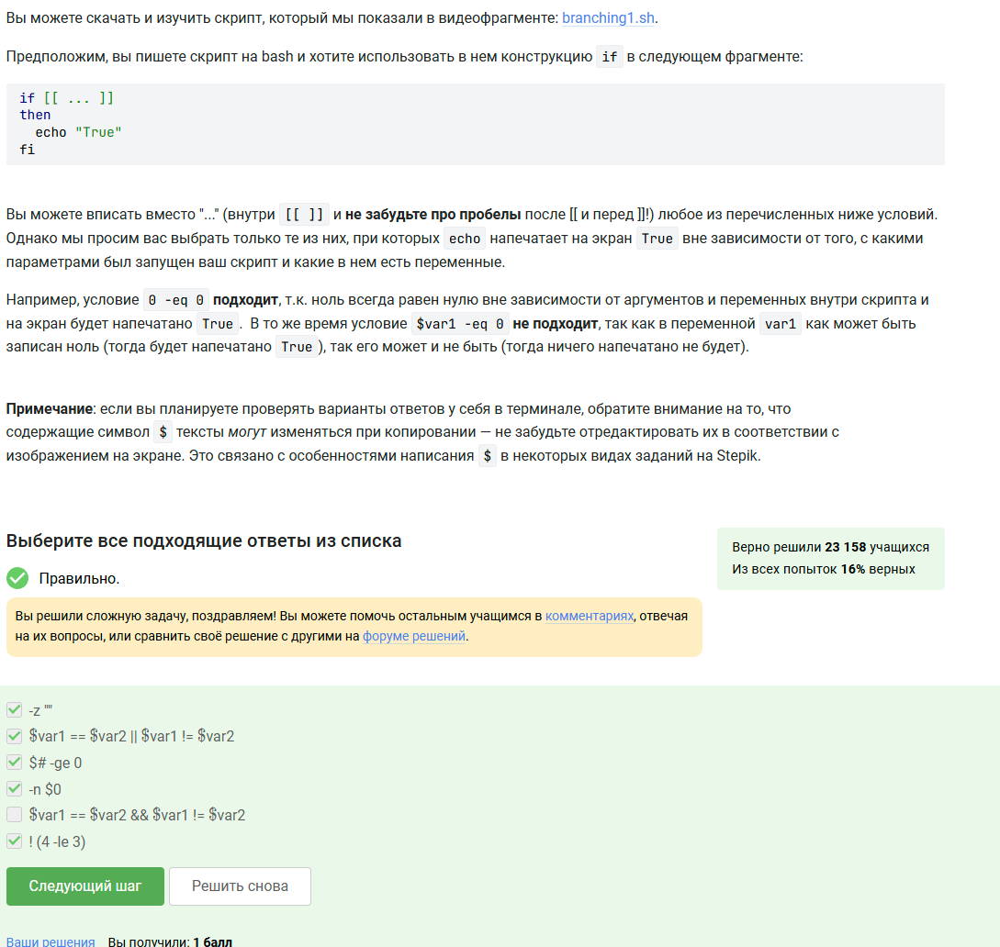 Вы можете скачать и изучить скрипт, который мы показали в видеофрагменте: branching1.sh.
Предположим, вы пишете скрипт на bash и хотите использовать в нем конструкцию if в следующем фрагменте:
if [[ ... ]]
then
  echo "True"
fi
Вы можете вписать вместо "..." (внутри [[ ]] и не забудьте про пробелы после [[ и перед ]]!) любое из перечисленных ниже условий.
Однако мы просим вас выбрать только те из них, при которых echo напечатает на экран True вне зависимости от того, с какими
параметрами был запущен ваш скрипт и какие в нем есть переменные.
Например, условие 0 -eq 0 подходит, т.к. ноль всегда равен нулю вне зависимости от аргументов и переменных внутри скрипта и
на экран будет напечатано True. В то же время условие $var1 -eq 0 не подходит, так как в переменной var1 как может быть
записан ноль (тогда будет напечатано True), так его может и не быть (тогда ничего напечатано не будет).
Примечание: если вы планируете проверять варианты ответов у себя в терминале, обратите внимание на то, что
содержащие символ $ тексты могут изменяться при копировании — не забудьте отредактировать их в соответствии с
изображением на экране. Это связано с особенностями написания $ в некоторых видах заданий на Stepik.
Выберите все подходящие ответы из списка
Верно решили 23 158 учащихся
Из всех попыток 16% верных
Правильно.
Вы решили сложную задачу, поздравляем! Вы можете помочь остальным учащимся в комментариях, отвечая
на их вопросы, или сравнить своё решение с другими на форуме решений.
-z ""
$var1 == $var2 || $var1 != $var2
$# -ge 0
-n $0
$var1 == $var2 && $var1 != $var2
! (4 -le 3)
Следующий шаг
Решить снова
Ваши решения Вы получили: 1 балл